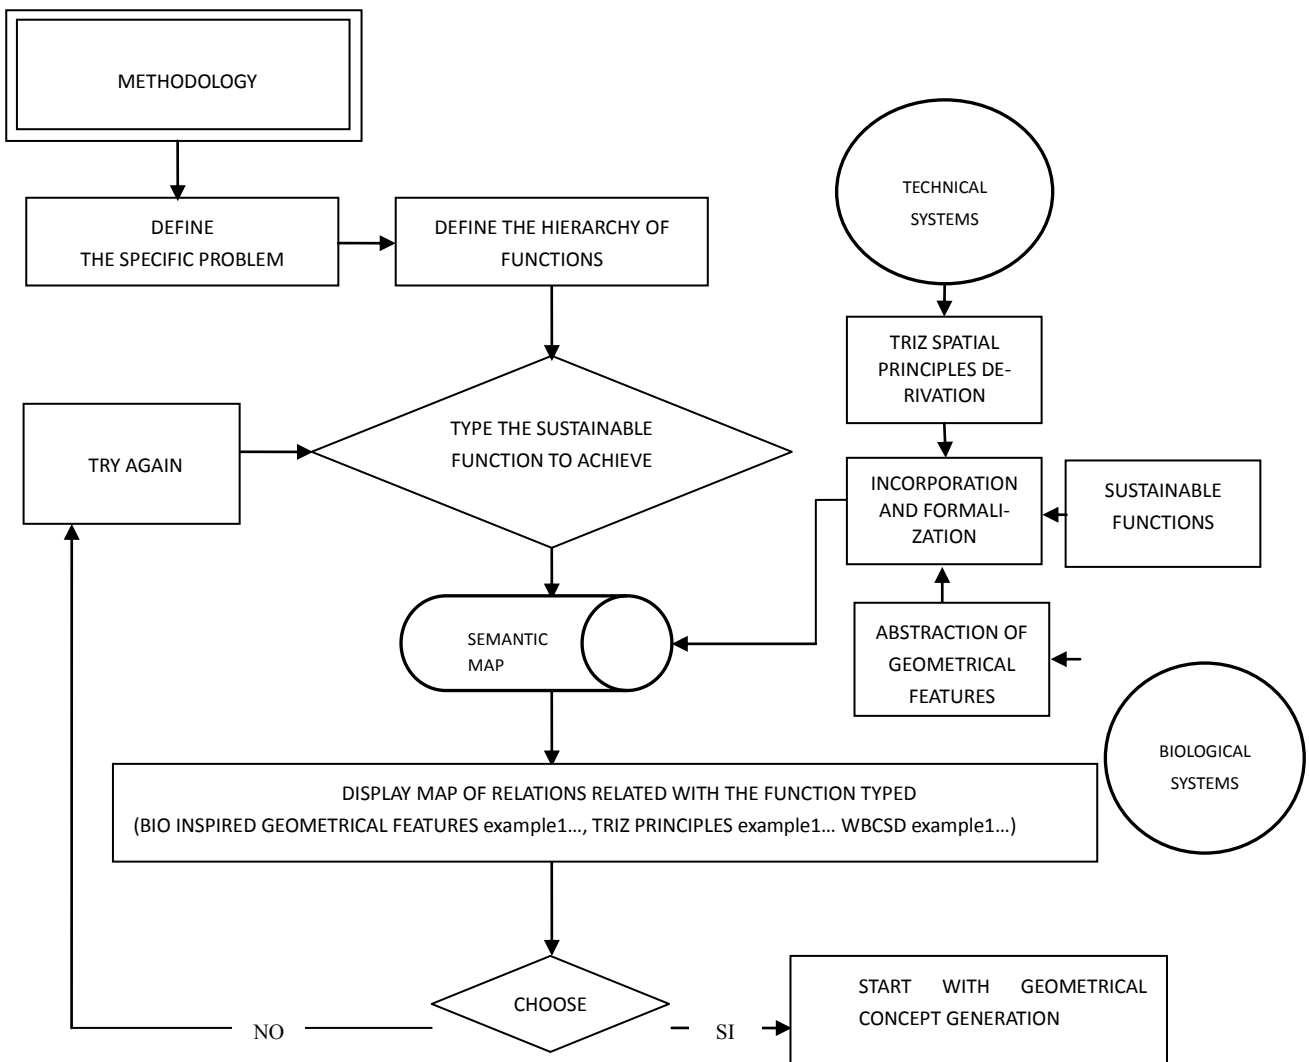 METHODOLOGY
DEFINE
THE SPECIFIC PROBLEM
DEFINE THE HIERARCHY OF
FUNCTIONS
TECHNICAL
SYSTEMS
TRIZ SPATIAL
PRINCIPLES DE-
RIVATION
TRY AGAIN
TYPE THE SUSTAINABLE
FUNCTION TO ACHIEVE
INCORPORATION
AND FORMALI-
ZATION
SUSTAINABLE
FUNCTIONS
SEMANTIC
MAP
ABSTRACTION OF
GEOMETRICAL
FEATURES
BIOLOGICAL
SYSTEMS
DISPLAY MAP OF RELATIONS RELATED WITH THE FUNCTION TYPED
(BIO INSPIRED GEOMETRICAL FEATURES example1..., TRIZ PRINCIPLES example1... WBCSD example1...)
CHOOSE
NO
SI
START WITH GEOMETRICAL
CONCEPT GENERATION